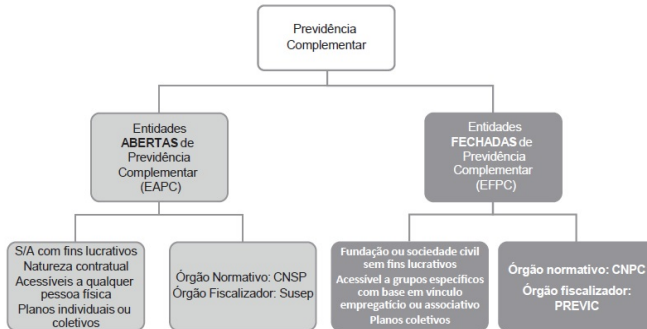 Previdência
Complementar
Entidades
ABERTAS de
Previdência
Complementar
(EAPC)
Entidades
FECHADAS de
Previdência
Complementar
(EFPC)
S/A com fins lucrativos
Natureza contratual
Acessíveis a qualquer
pessoa física
Planos individuais ou
coletivos
Órgão Normativo: CNSP
Órgão Fiscalizador: Susep
Fundação ou sociedade civil
sem fins lucrativos
Acessível a grupos específicos
com base em vínculo
empregatício ou associativo
Planos coletivos
Órgão normativo: CNPC
Órgão fiscalizador:
PREVIC